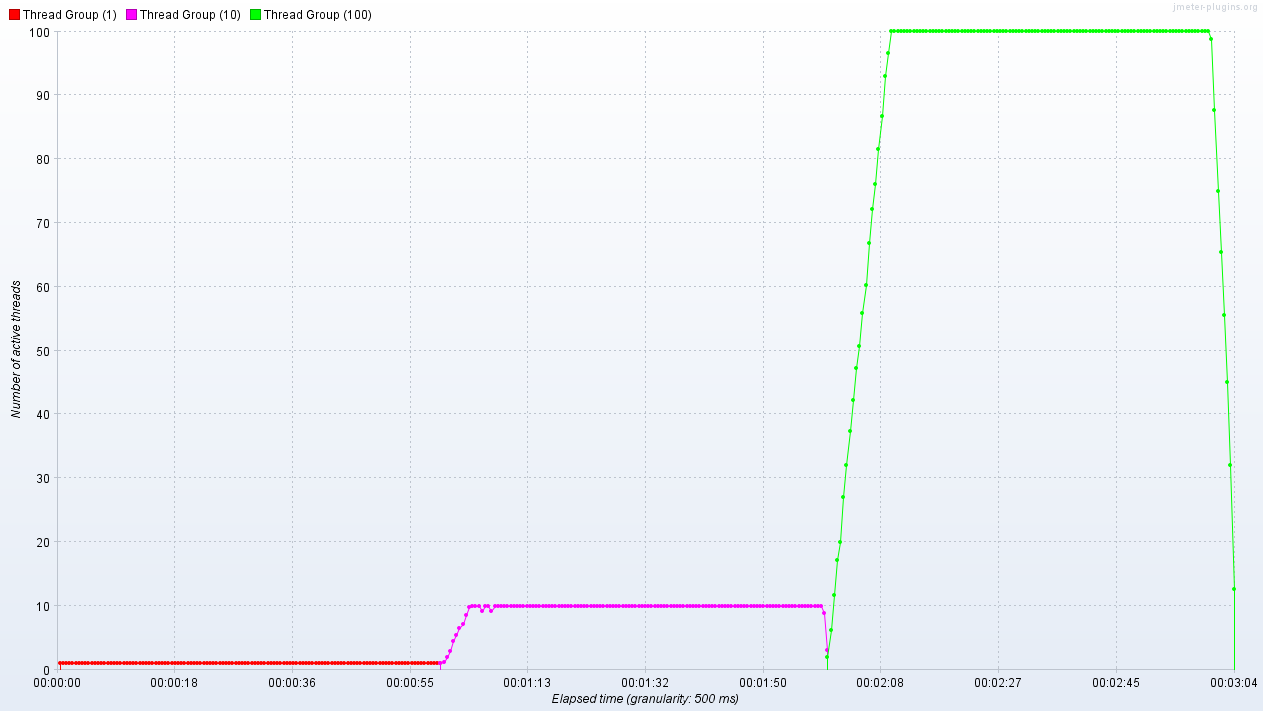 jmeter-plugins.org
Thread Group (1) Thread Group (10) Thread Group (100)
100
90
80
70
60
50
40
30
20
10
0
Number of active threads
00:00:00 00:00:18 00:00:36 00:00:55 00:01:13 00:01:32 00:01:50 00:02:08 00:02:27 00:02:45 00:03:04
Elapsed time (granularity: 500 ms)